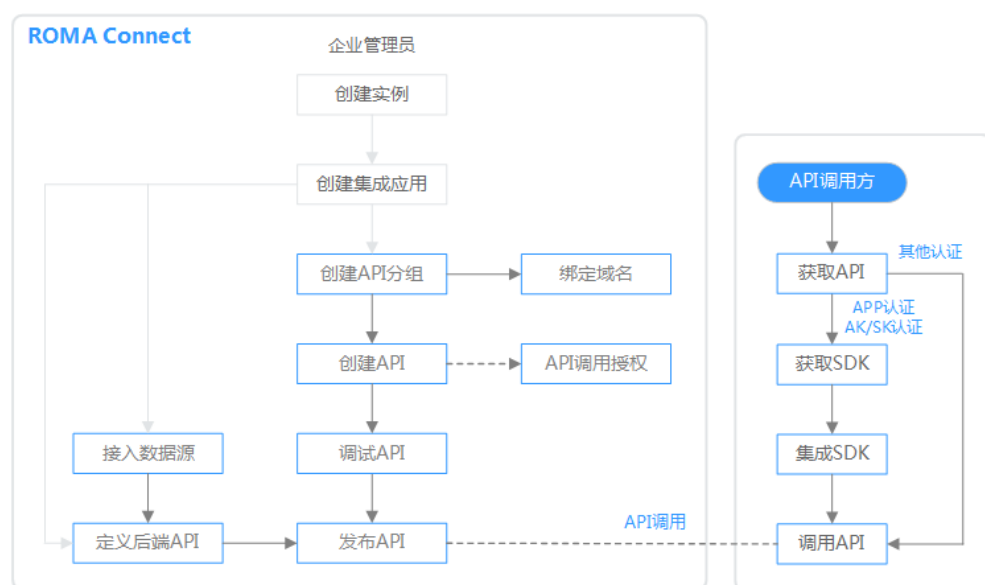 ROMA Connect
企业管理员
创建实例
创建集成应用
创建API分组
绑定域名
创建API
API调用授权
接入数据源
调试API
定义后端API
发布API
API调用
API调用方
其他认证
获取API
APP认证
AK/SK认证
获取SDK
集成SDK
调用API